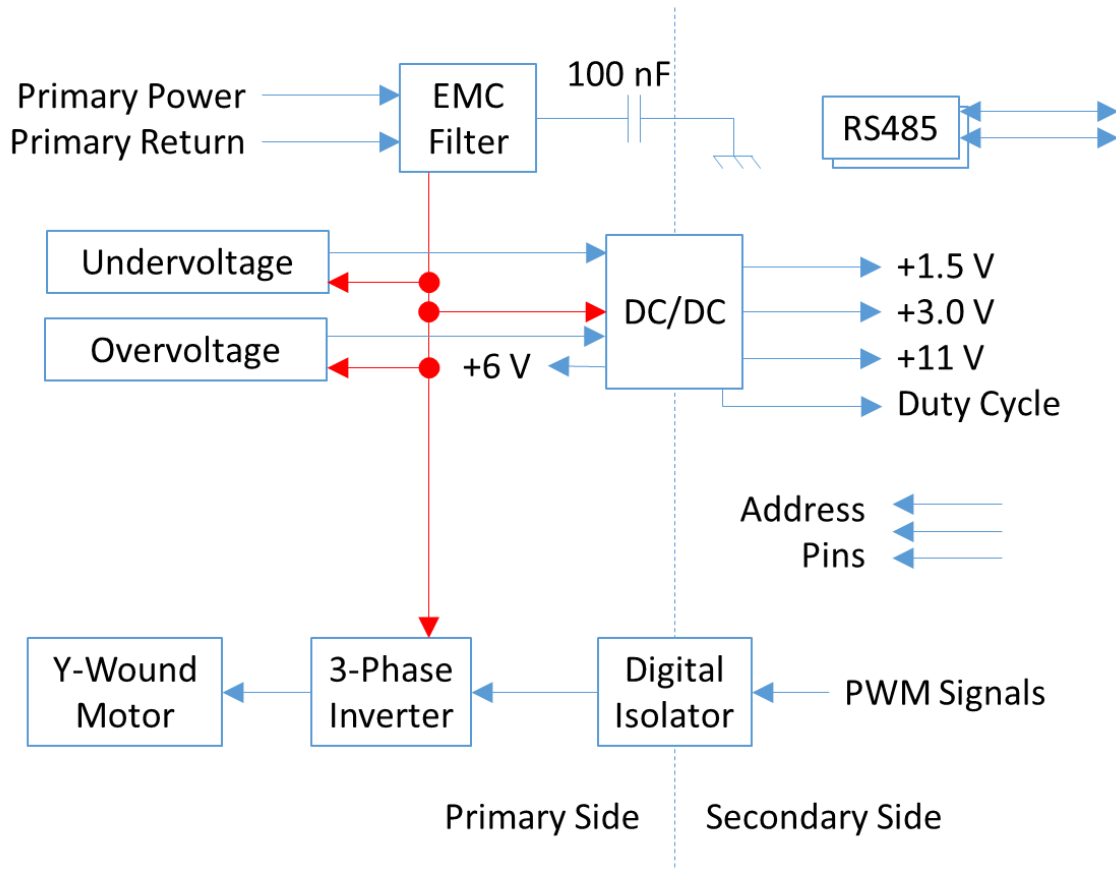 Primary Power
Primary Return
EMC
Filter
100 nF
RS485
Undervoltage
Overvoltage
DC/DC
+6 V
+1.5 V
+3.0 V
+11 V
Duty Cycle
Address
Pins
Y-Wound
Motor
3-Phase
Inverter
Digital
Isolator
PWM Signals
Primary Side
Secondary Side